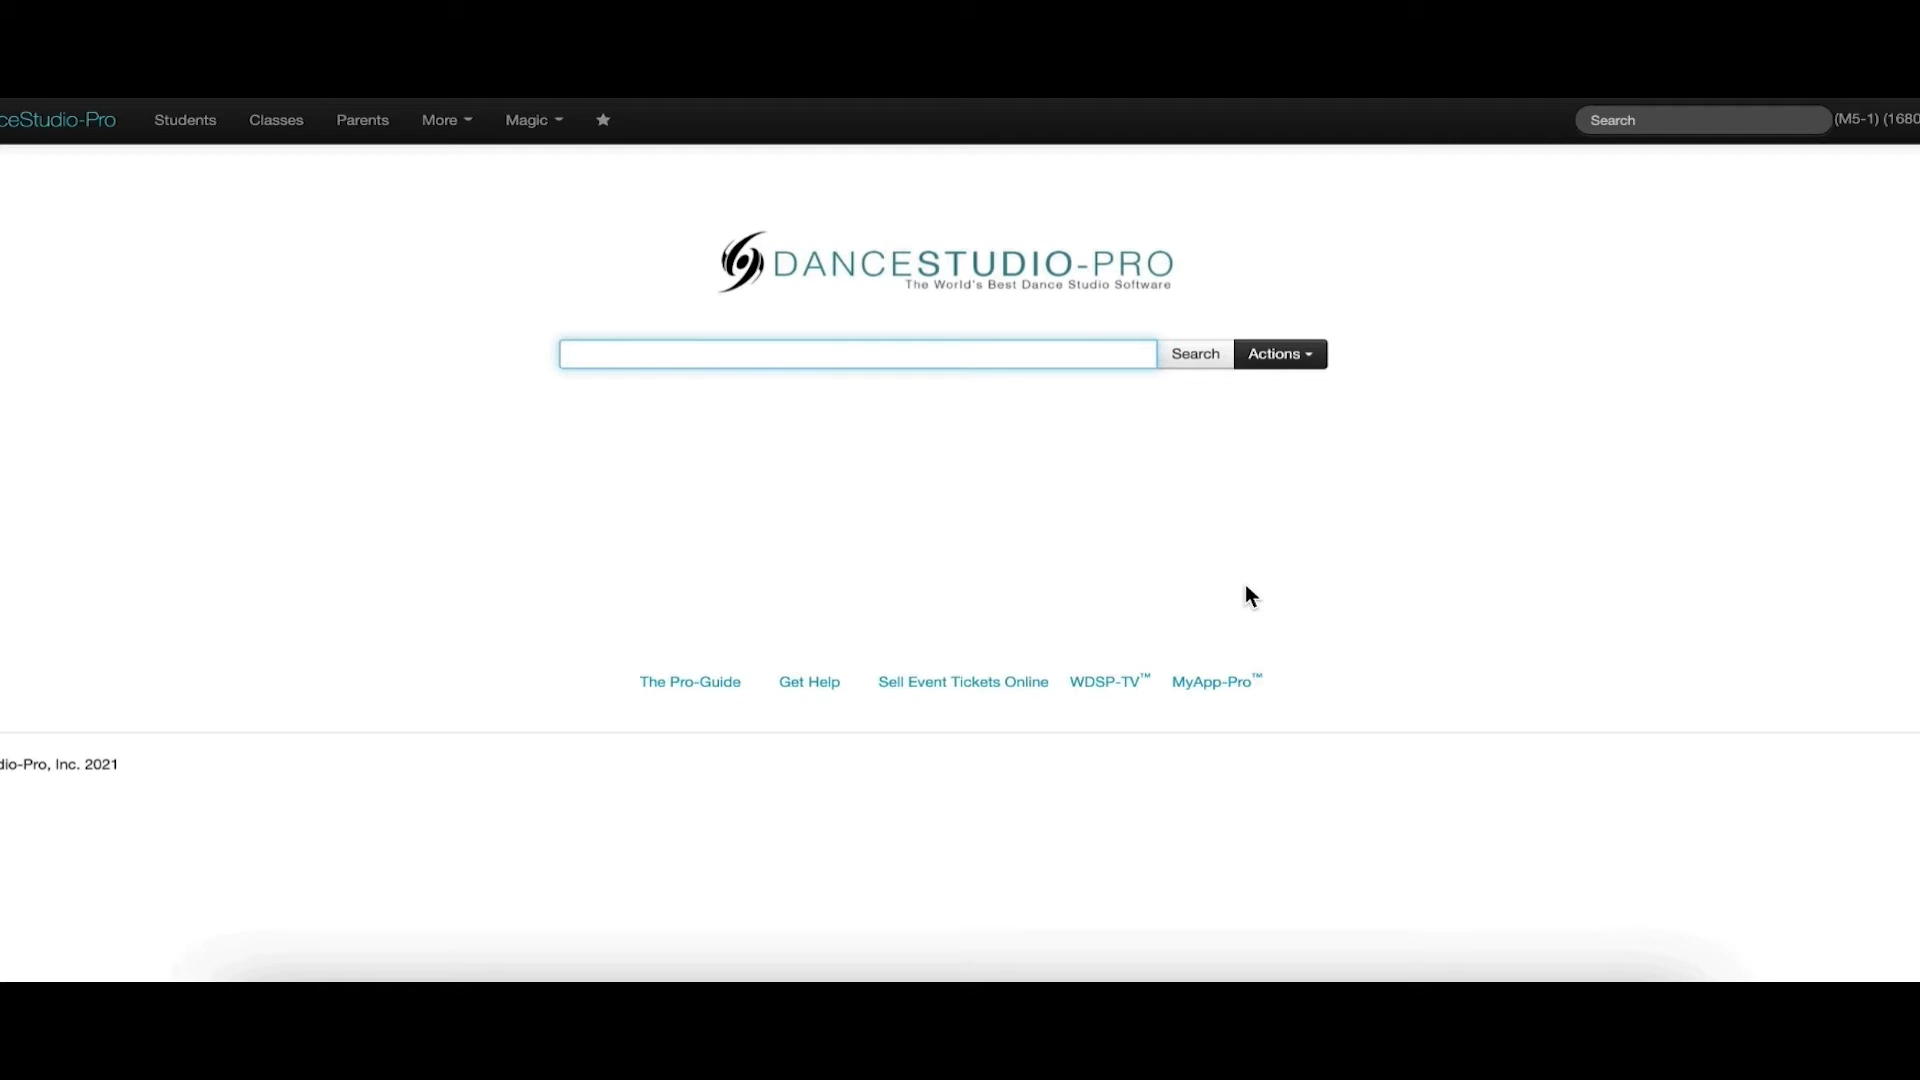 ceStudio-Pro Students Classes Parents More Magic Search (M5-1) (1680
DANCESTUDIO-PRO
The World's Best Dance Studio Software
Search Actions
The Pro-Guide Get Help Sell Event Tickets Online WDSP-TV™ MyApp-Pro™
dio-Pro, Inc. 2021